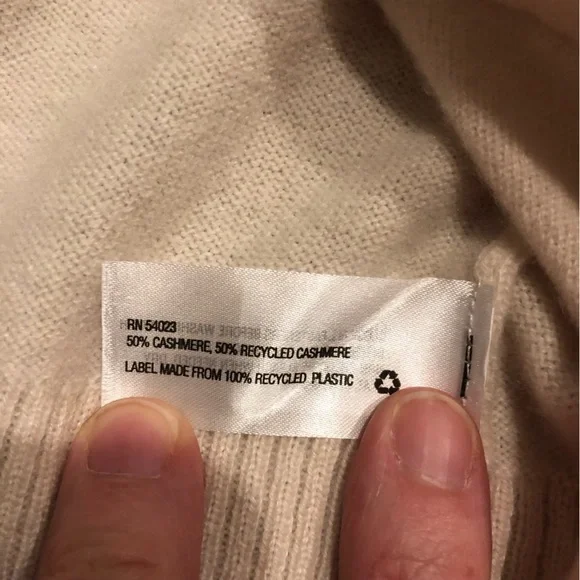 RN 54023
50% CASHMERE, 50% RECYCLED CASHMERE
LABEL MADE FROM 100% RECYCLED PLASTIC